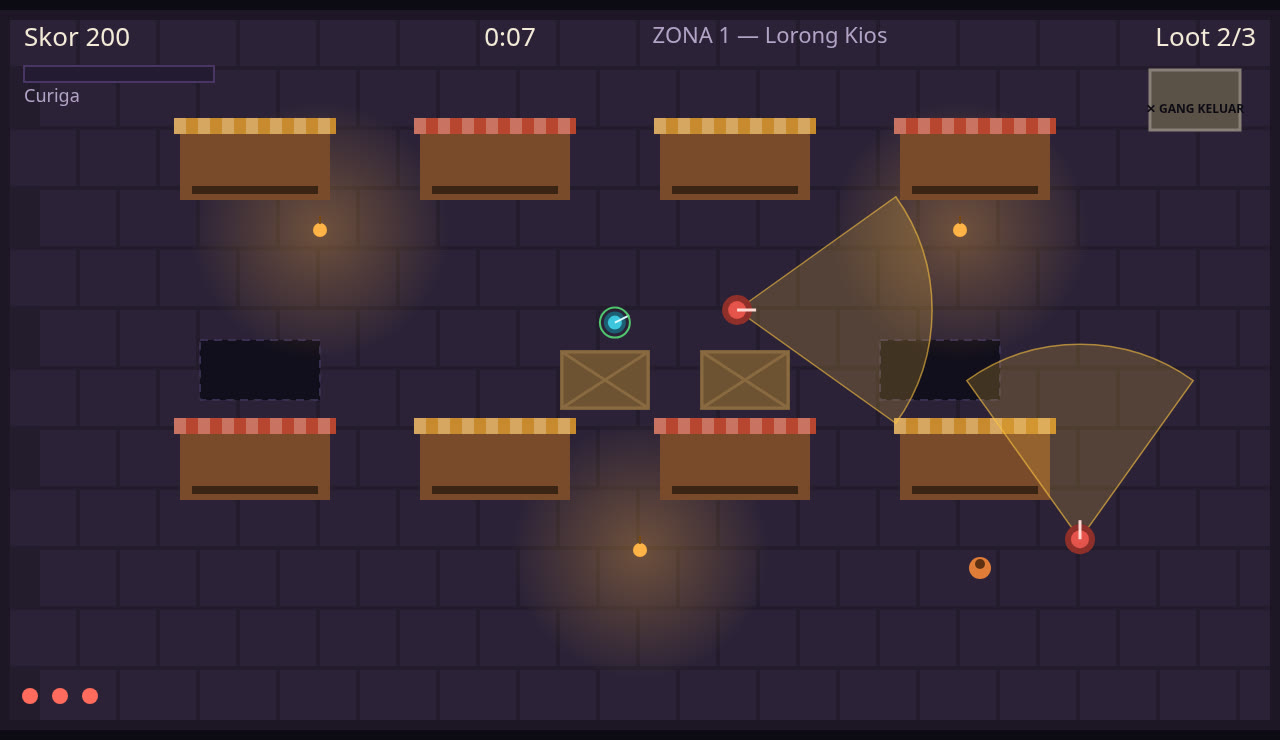 Skor 200
0:07
ZONA 1 — Lorong Kios
Loot 2/3
Curiga
× GANG KELUAR